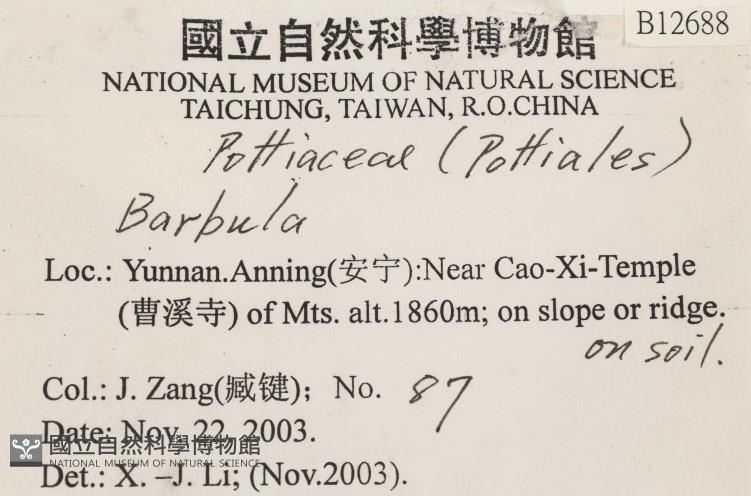 國立自然科學博物館
B12688
NATIONAL MUSEUM OF NATURAL SCIENCE
TAICHUNG, TAIWAN, R.O.CHINA
Pottiaceae (Pottiales)
Barbula
Loc.: Yunnan.Anning(安宁):Near Cao-Xi-Temple
(曹溪寺) of Mts. alt.1860m; on slope or ridge.
on soil.
Col.: J. Zang(臧键); No. 87
Date: Nov. 22, 2003.
國立自然科學博物館
NATIONAL MUSEUM OF NATURAL SCIENCE
Det.: X. –J. Li; (Nov.2003).